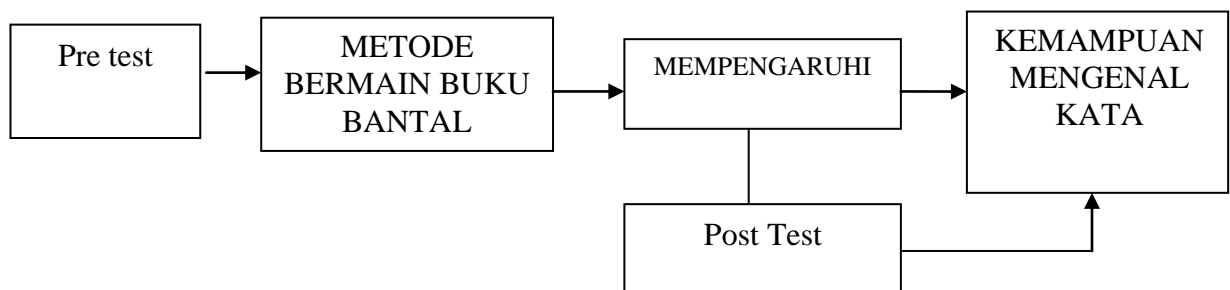 Pre test
METODE
BERMAIN BUKU
BANTAL
MEMPENGARUHI
KEMAMPUAN
MENGENAL
KATA
Post Test